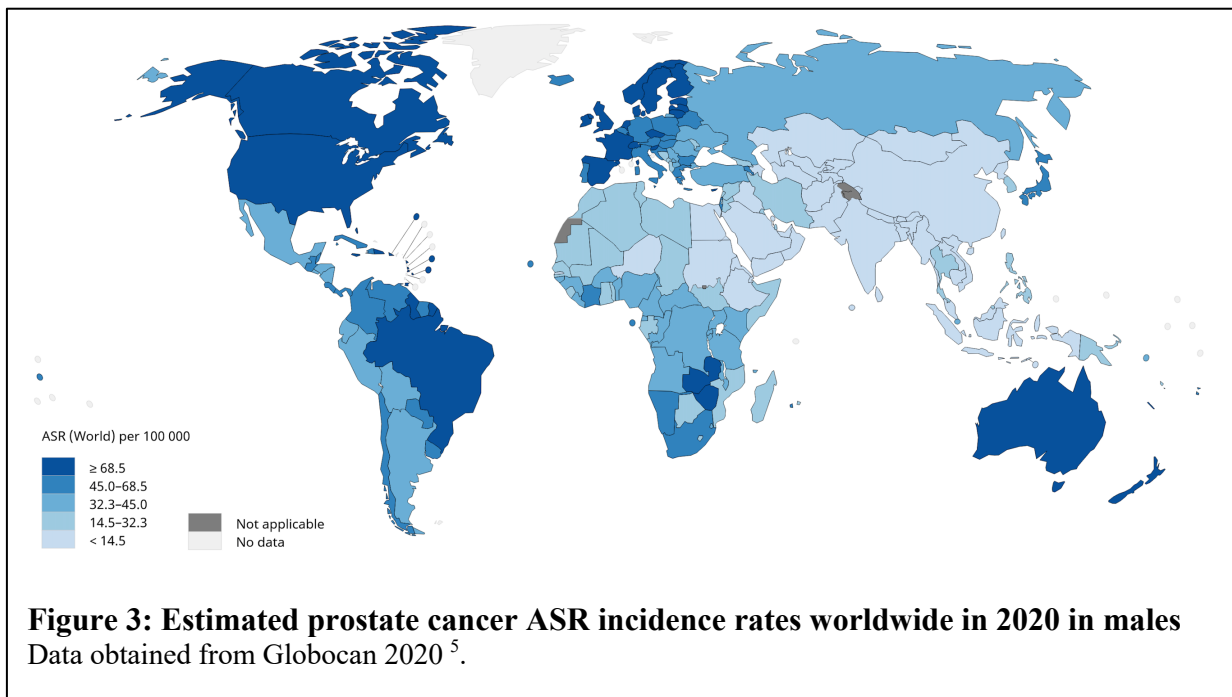 ASR (World) per 100 000
≥ 68.5
45.0–68.5
32.3–45.0
14.5–32.3
< 14.5
Not applicable
No data
Figure 3: Estimated prostate cancer ASR incidence rates worldwide in 2020 in males
Data obtained from Globocan 2020 ⁵.